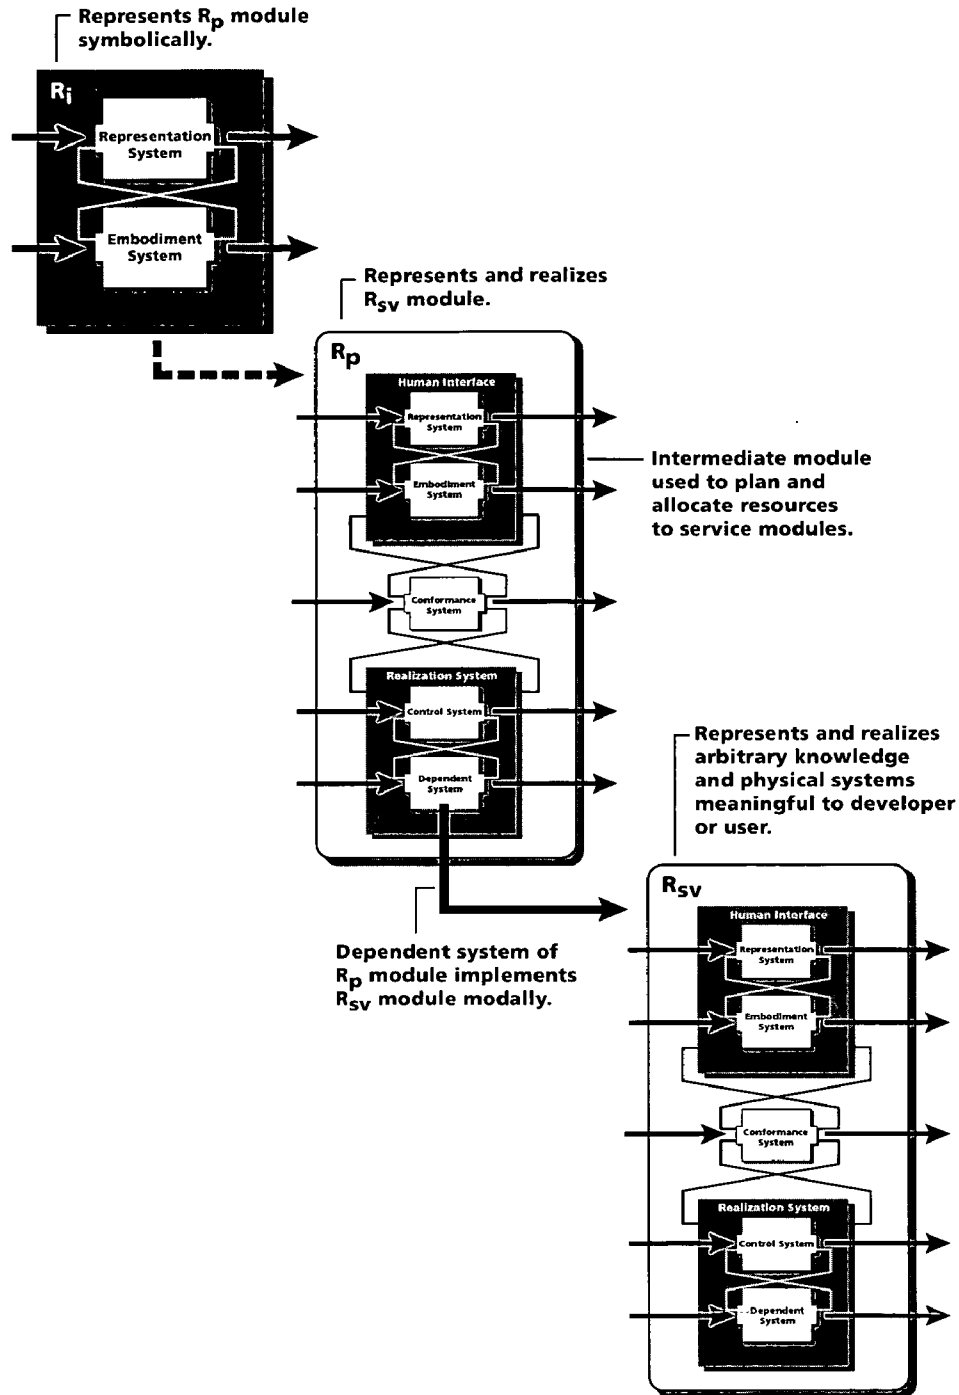 Represents Rp module
symbolically.
Ri
Representation
System
Embodiment
System
Represents and realizes
Rsv module.
Rp
Human Interface
Representation
System
Embodiment
System
Intermediate module
used to plan and
allocate resources
to service modules.
Conformance
System
Realization System
Control System
Dependent
System
Represents and realizes
arbitrary knowledge
and physical systems
meaningful to developer
or user.
Dependent system of
Rp module implements
Rsv module modally.
Rsv
Human Interface
Representation
System
Embodiment
System
Conformance
System
Realization System
Control System
Dependent
System